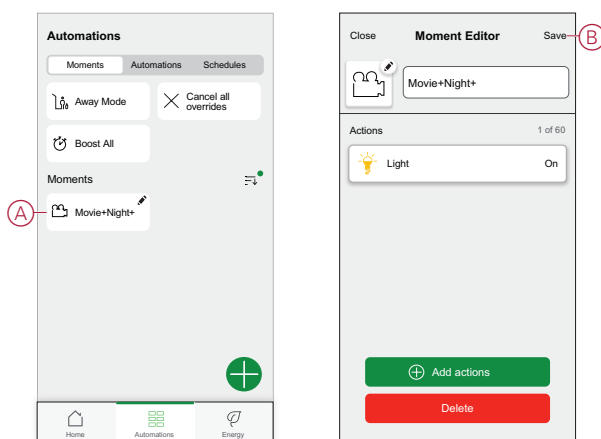 Automations
Moments Automations Schedules
Away Mode
Cancel all
overrides
Boost All
Moments
A
Movie+Night+
Home Automations Energy
Close Moment Editor Save
B
Movie+Night+
Actions 1 of 60
Light On
Add actions
Delete